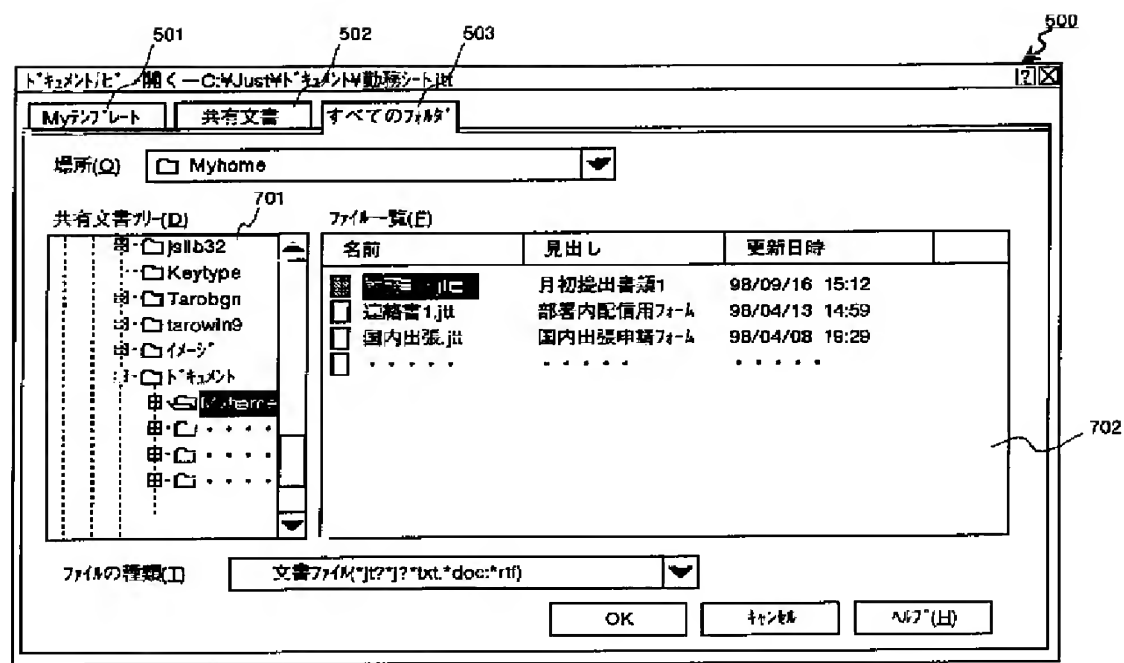 500
501 502 503
開く－C:¥Just¥ﾄﾞｷｭﾒﾝﾄ¥勤務シート.jtt
Myﾃﾝﾌﾟﾚｰﾄ 共有文書 すべてのﾌｫﾙﾀﾞ
場所(O) Myhome
701
共有文書ﾂﾘｰ(D) ﾌｧｲﾙ一覧(F)
名前 見出し 更新日時
jslib32
Keytype
Tarobgn
tarowin9
ｲﾒｰｼﾞ
ﾄﾞｷｭﾒﾝﾄ
Myhome
・・・・
・・・・
・・・・
月初提出書類1 98/09/16 15:12
連絡書1.jtt 部署内配信用ﾌｫｰﾑ 98/04/13 14:59
国内出張.jtt 国内出張申請ﾌｫｰﾑ 98/04/08 16:29
・・・・・ ・・・・・ ・・・・・
702
ﾌｧｲﾙの種類(T) 文書ﾌｧｲﾙ(*jt?*j?*txt.*doc:*rtf)
OK ｷｬﾝｾﾙ ﾍﾙﾌﾟ(H)